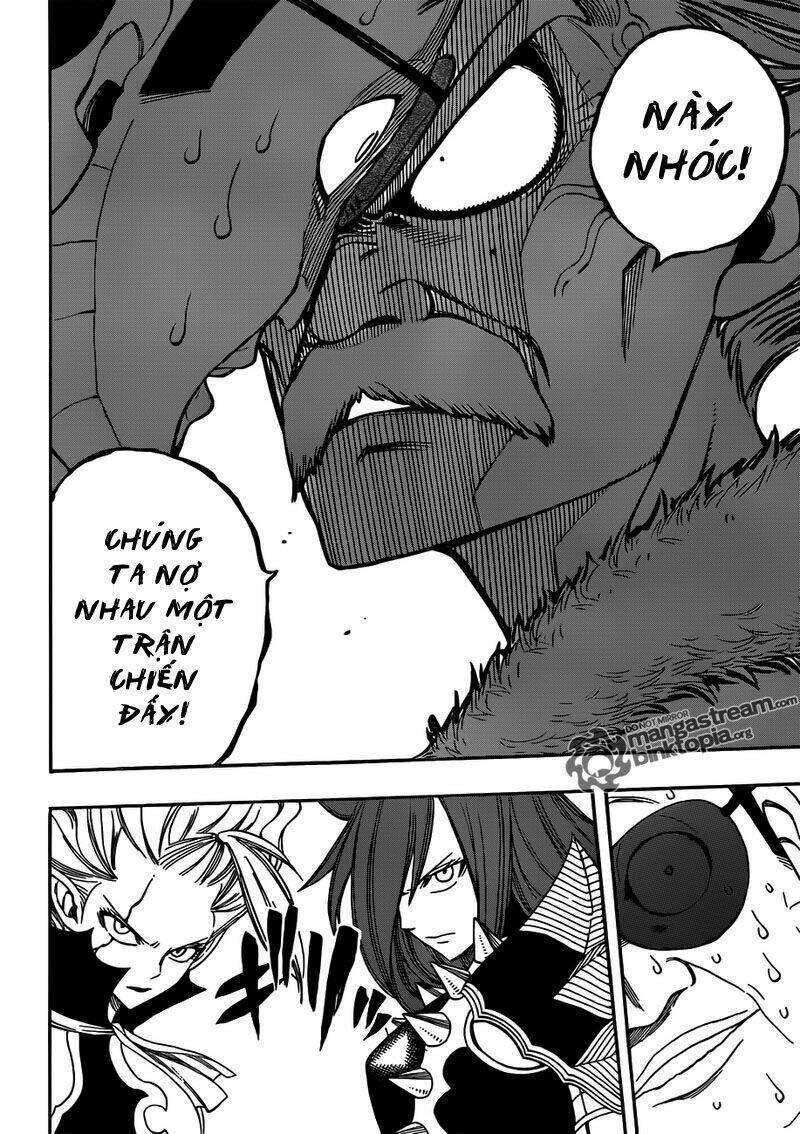 NÀY
NHÓC!
CHÚNG
TA NỢ
NHAU MỘT
TRẬN
CHIẾN
ĐẤY!
DO NOT MIRROR
mangastream.com
binktopia.org